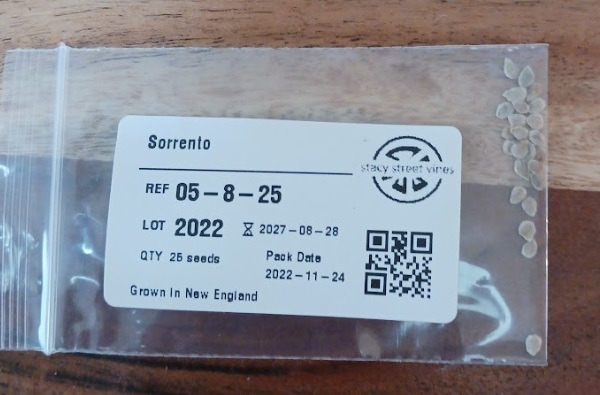 Sorrento
stacy street vines
REF 05-8-25
LOT 2022 2027-08-28
QTY 25 seeds
Pack Date
2022-11-24
Grown In New England